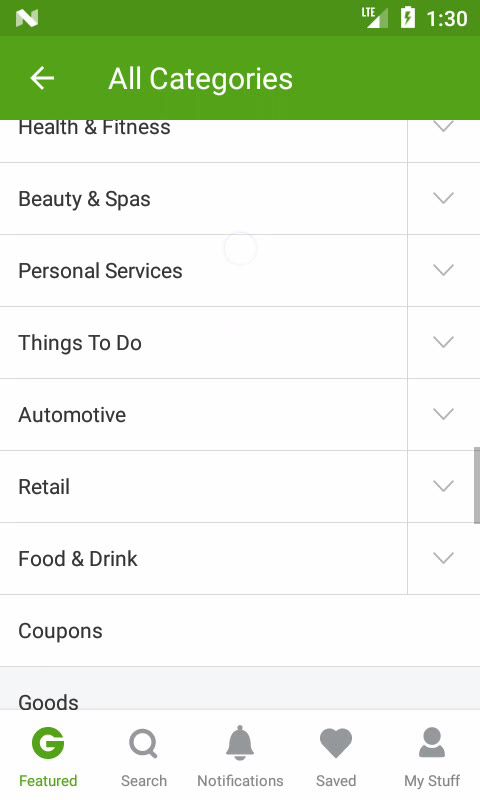 LTE
1:30
All Categories
Health & Fitness
Beauty & Spas
Personal Services
Things To Do
Automotive
Retail
Food & Drink
Coupons
Goods
Featured
Search
Notifications
Saved
My Stuff